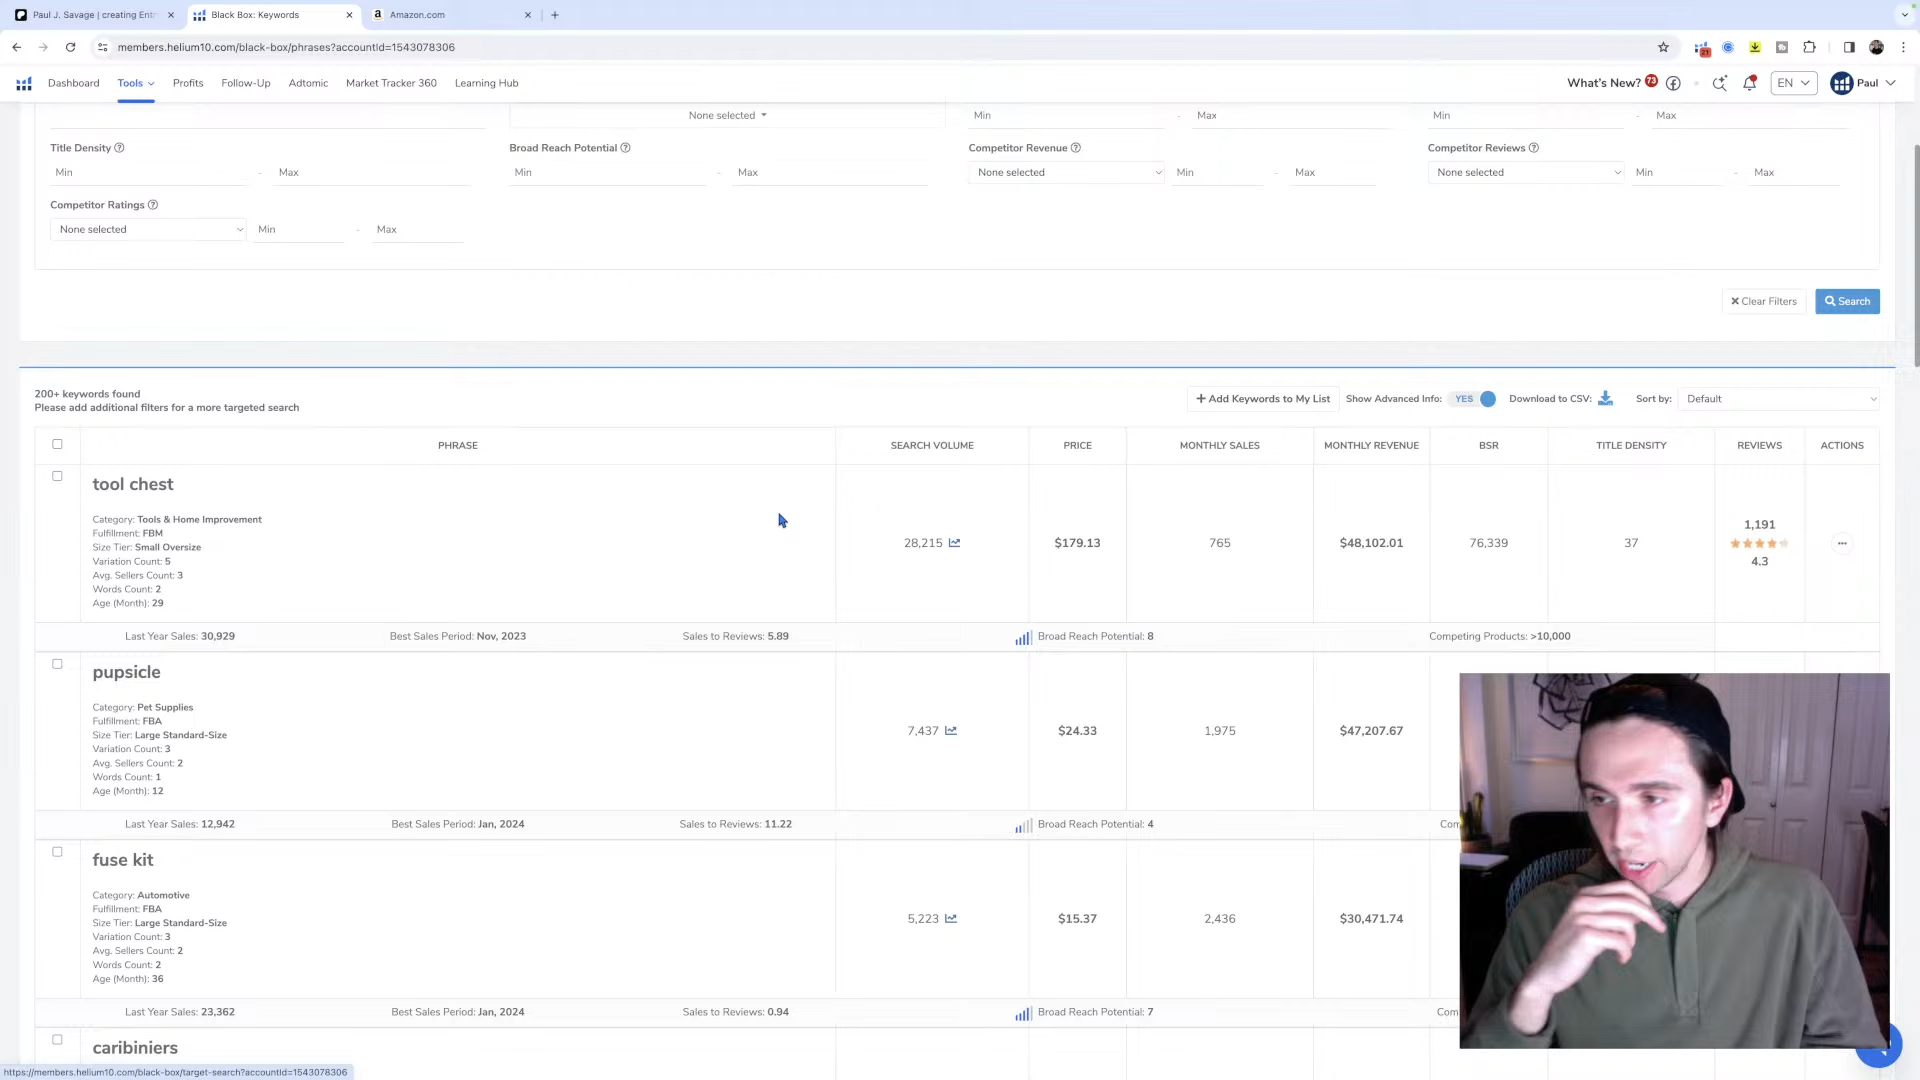 Paul J. Savage | creating Entr
Black Box: Keywords
Amazon.com
members.helium10.com/black-box/phrases?accountId=1543078306
21
Dashboard
Tools
Profits
Follow-Up
Adtomic
Market Tracker 360
Learning Hub
What's New? 73
EN
Paul
None selected
Min - Max
Min - Max
Title Density
Broad Reach Potential
Competitor Revenue
Competitor Reviews
Min - Max
Min - Max
None selected Min - Max
None selected Min - Max
Competitor Ratings
None selected Min - Max
Clear Filters
Search
200+ keywords found
Please add additional filters for a more targeted search
+ Add Keywords to My List
Show Advanced Info: YES
Download to CSV:
Sort by: Default
PHRASE SEARCH VOLUME PRICE MONTHLY SALES MONTHLY REVENUE BSR TITLE DENSITY REVIEWS ACTIONS
tool chest
Category: Tools & Home Improvement
Fulfillment: FBM
Size Tier: Small Oversize
Variation Count: 5
Avg. Sellers Count: 3
Words Count: 2
Age (Month): 29
28,215 $179.13 765 $48,102.01 76,339 37
1,191
4.3
Last Year Sales: 30,929 Best Sales Period: Nov, 2023 Sales to Reviews: 5.89 Broad Reach Potential: 8 Competing Products: >10,000
pupsicle
Category: Pet Supplies
Fulfillment: FBA
Size Tier: Large Standard-Size
Variation Count: 3
Avg. Sellers Count: 2
Words Count: 1
Age (Month): 12
7,437 $24.33 1,975 $47,207.67
Last Year Sales: 12,942 Best Sales Period: Jan, 2024 Sales to Reviews: 11.22 Broad Reach Potential: 4 Com
fuse kit
Category: Automotive
Fulfillment: FBA
Size Tier: Large Standard-Size
Variation Count: 3
Avg. Sellers Count: 2
Words Count: 2
Age (Month): 36
5,223 $15.37 2,436 $30,471.74
Last Year Sales: 23,362 Best Sales Period: Jan, 2024 Sales to Reviews: 0.94 Broad Reach Potential: 7 Com
caribiniers
https://members.helium10.com/black-box/target-search?accountId=1543078306